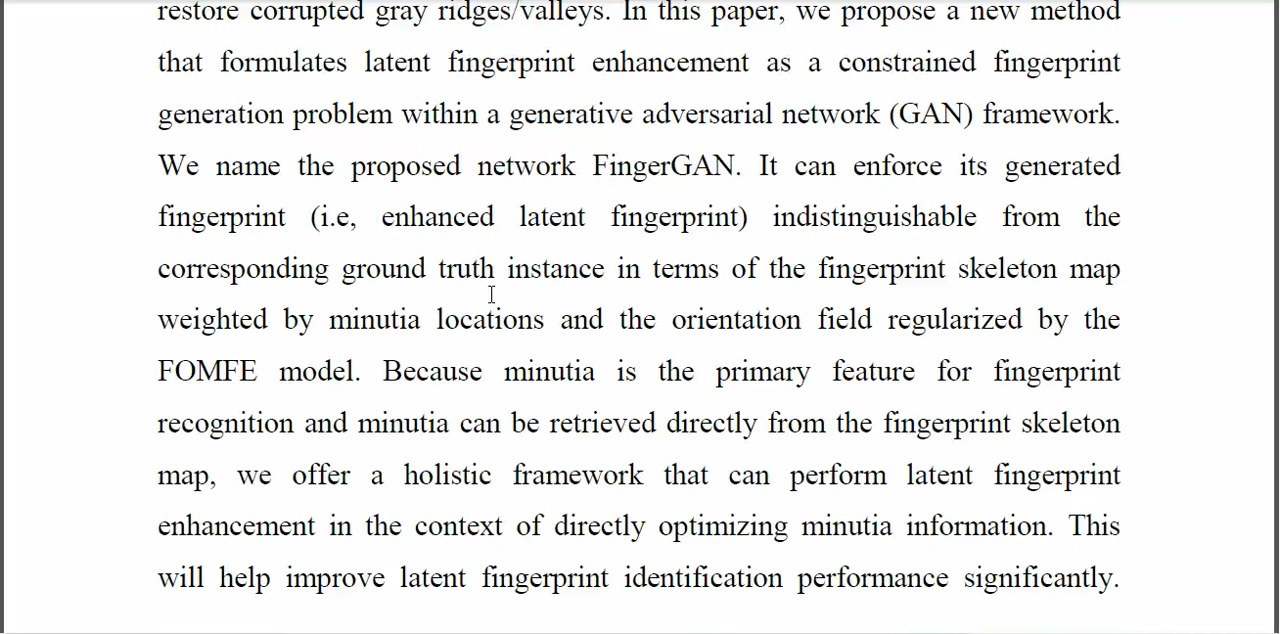 restore corrupted gray ridges/valleys. In this paper, we propose a new method
that formulates latent fingerprint enhancement as a constrained fingerprint
generation problem within a generative adversarial network (GAN) framework.
We name the proposed network FingerGAN. It can enforce its generated
fingerprint (i.e, enhanced latent fingerprint) indistinguishable from the
corresponding ground truth instance in terms of the fingerprint skeleton map
weighted by minutia locations and the orientation field regularized by the
FOMFE model. Because minutia is the primary feature for fingerprint
recognition and minutia can be retrieved directly from the fingerprint skeleton
map, we offer a holistic framework that can perform latent fingerprint
enhancement in the context of directly optimizing minutia information. This
will help improve latent fingerprint identification performance significantly.